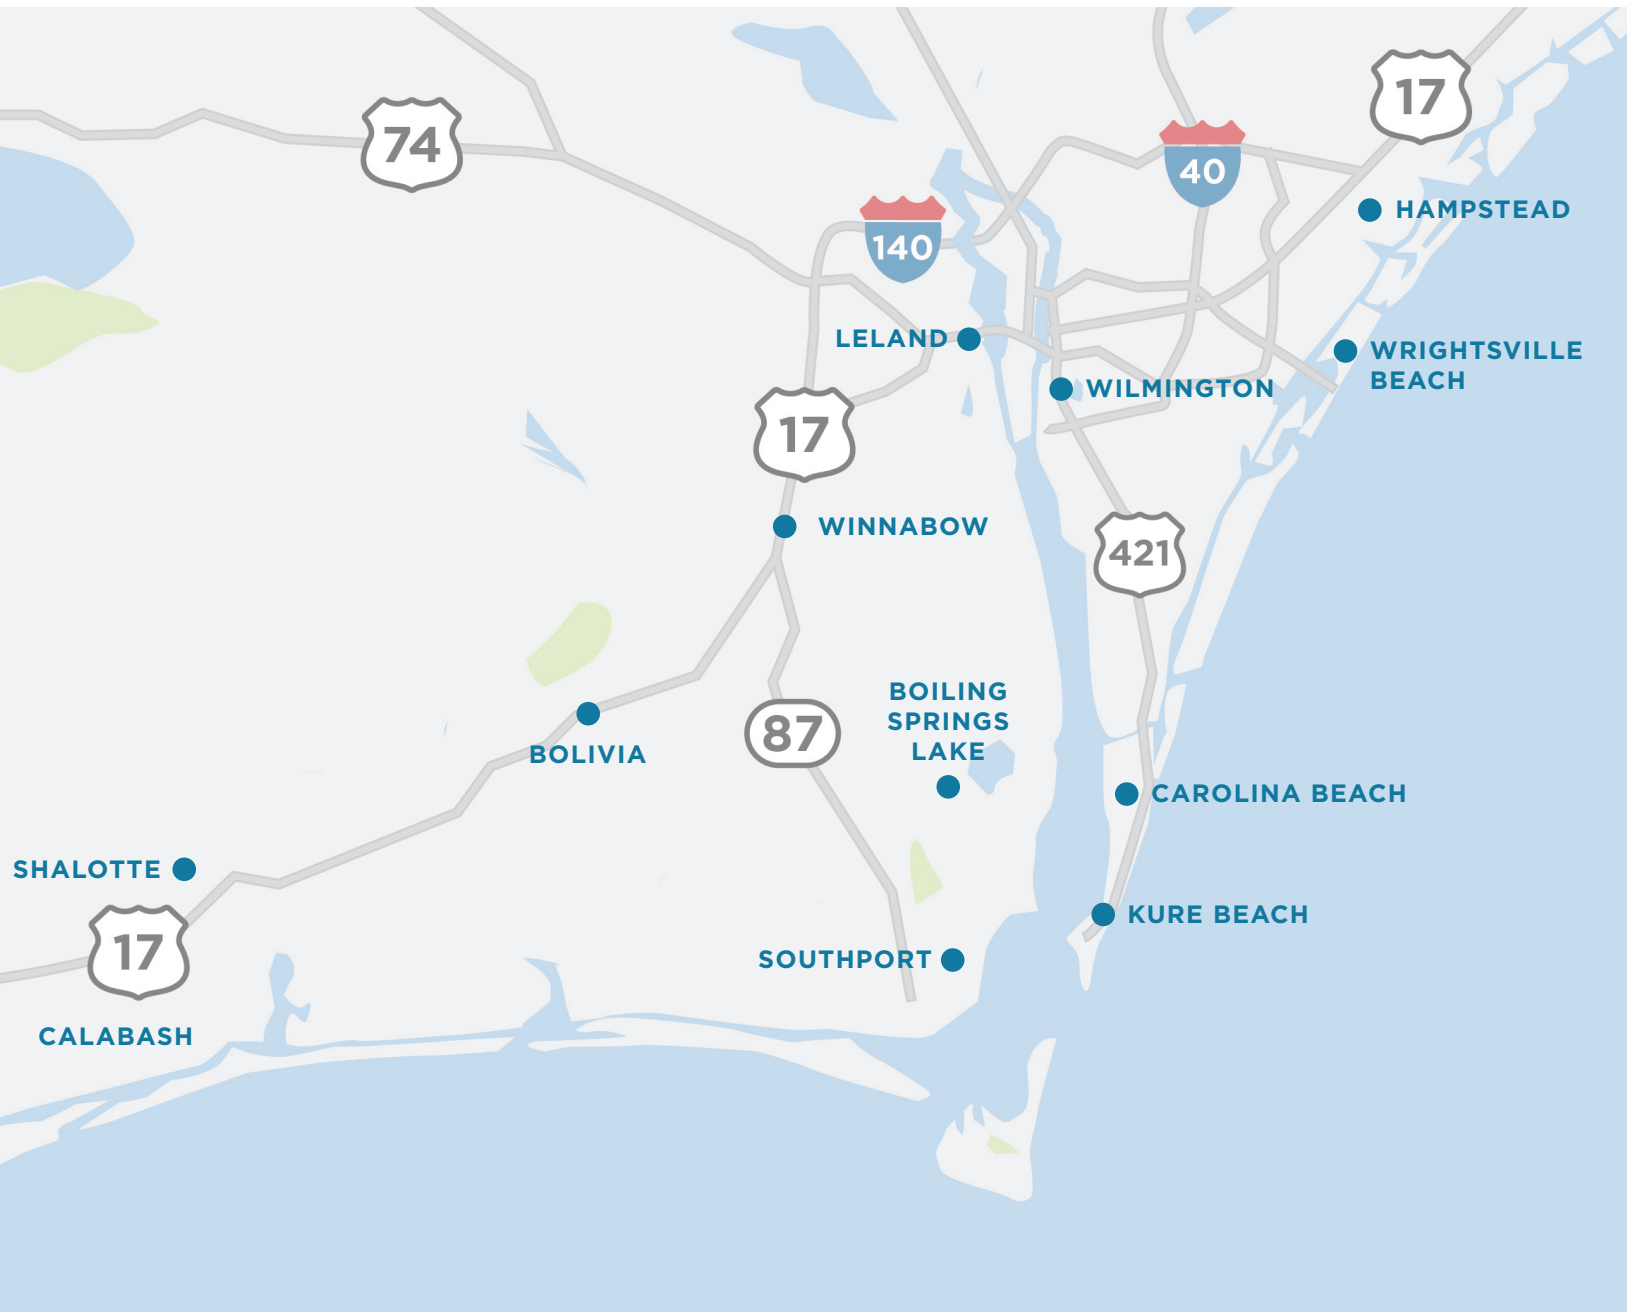 17
74
40
HAMPSTEAD
140
LELAND
WRIGHTSVILLE
BEACH
WILMINGTON
17
WINNABOW
421
BOILING
SPRINGS
LAKE
87
BOLIVIA
CAROLINA BEACH
SHALOTTE
KURE BEACH
17
SOUTHPORT
CALABASH